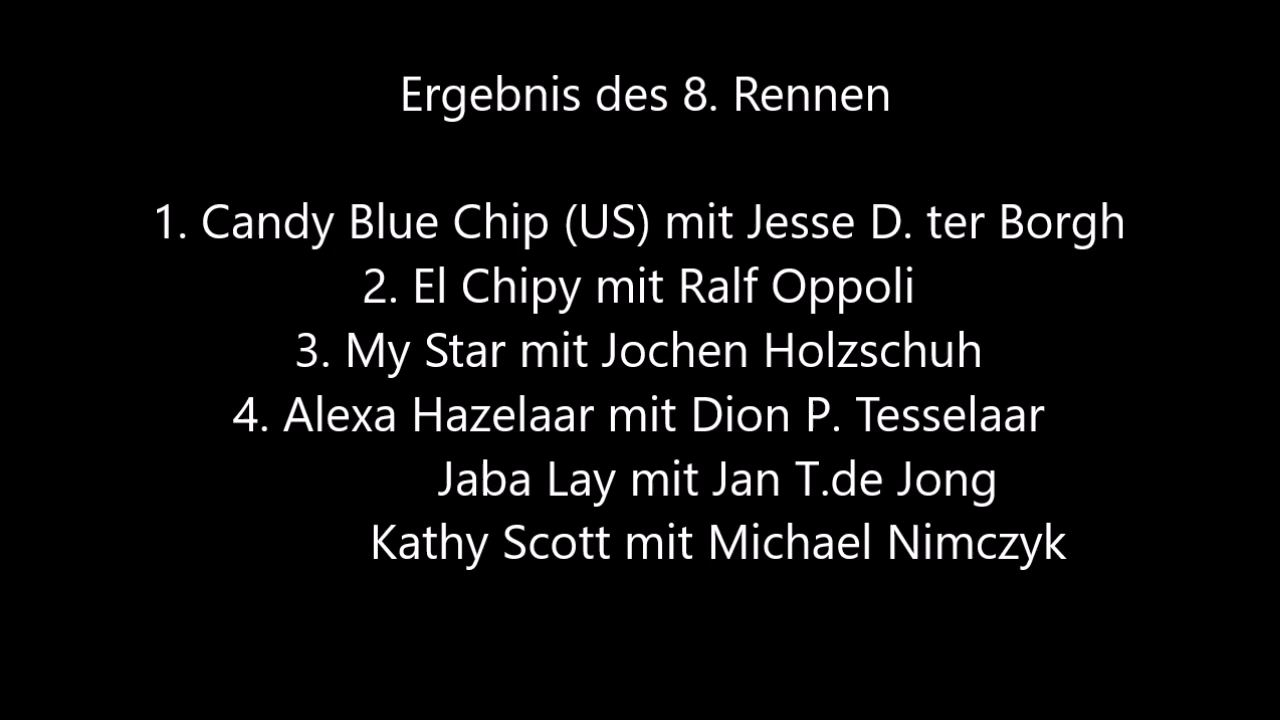 Ergebnis des 8. Rennen
1. Candy Blue Chip (US) mit Jesse D. ter Borgh
2. El Chipy mit Ralf Oppoli
3. My Star mit Jochen Holzschuh
4. Alexa Hazelaar mit Dion P. Tesselaar
Jaba Lay mit Jan T.de Jong
Kathy Scott mit Michael Nimczyk